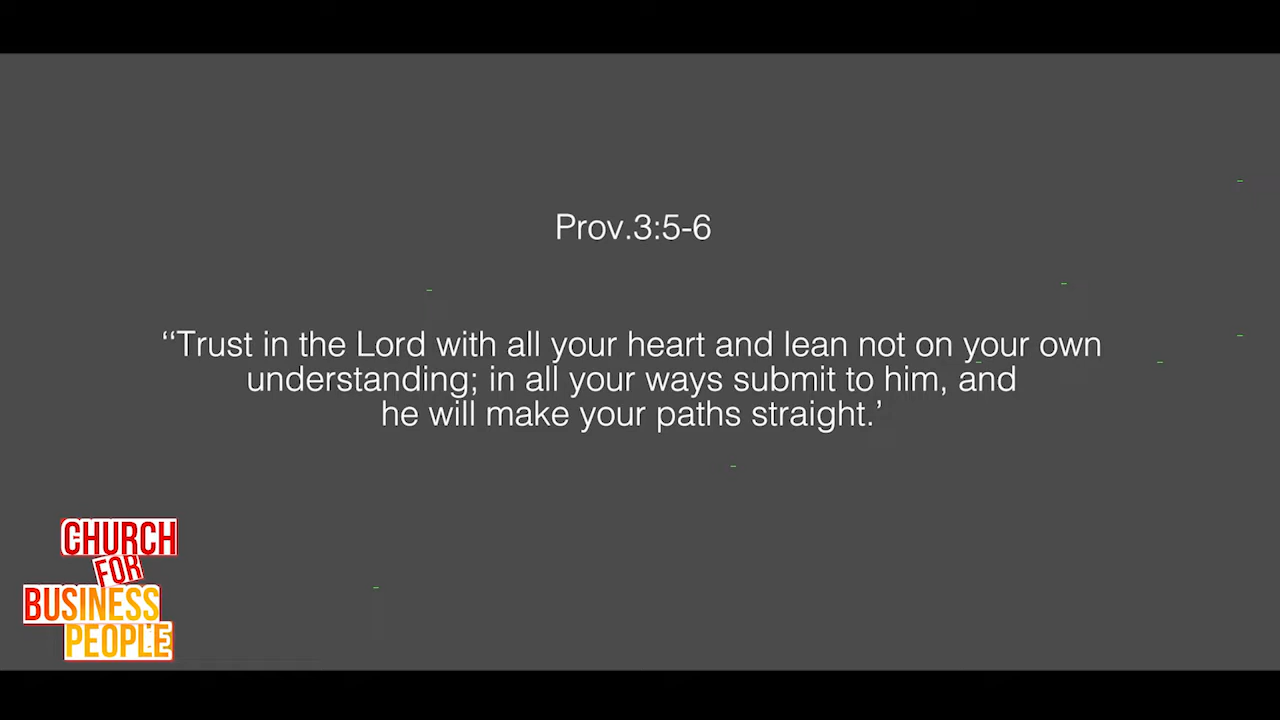 Prov.3:5-6
‘‘Trust in the Lord with all your heart and lean not on your own
understanding; in all your ways submit to him, and
he will make your paths straight.’
CHURCH
FOR
BUSINESS
PEOPLE